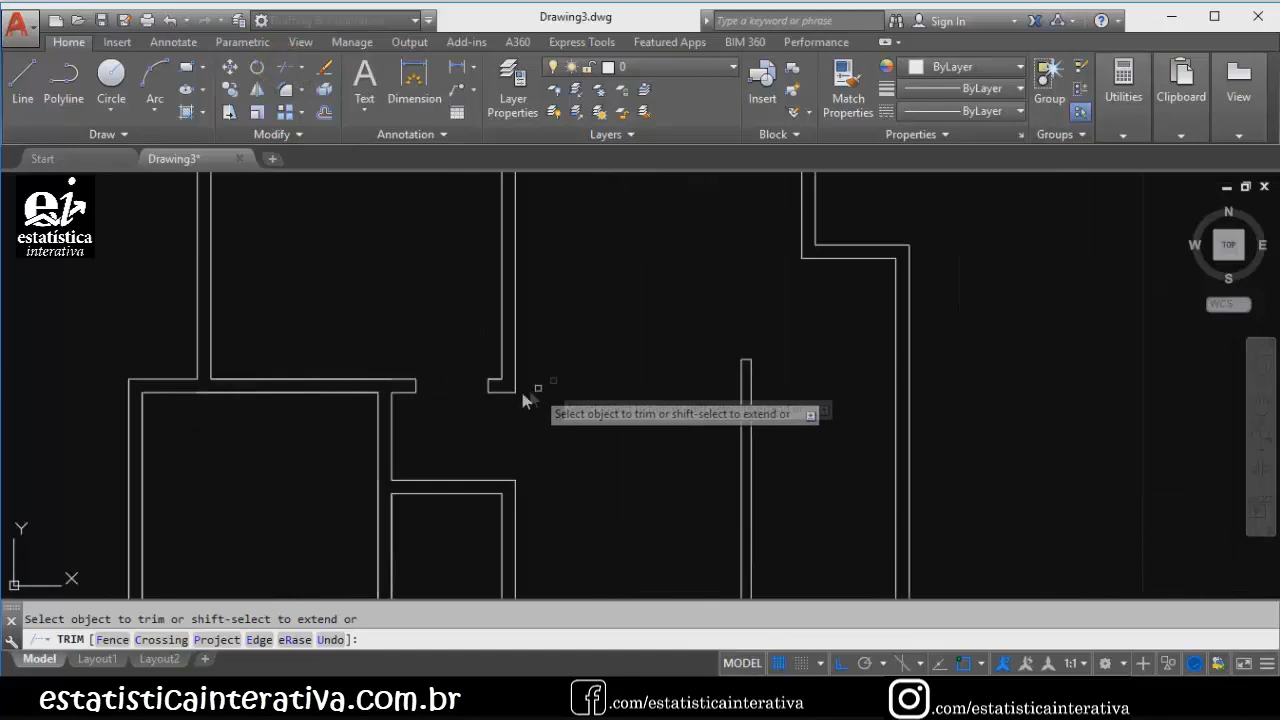 Drawing3.dwg
Type a keyword or phrase
Sign In
Home Insert Annotate Parametric View Manage Output Add-ins A360 Express Tools Featured Apps BIM 360 Performance
Line Polyline Circle Arc
Text Dimension
Layer Properties
0
Insert
Match Properties
ByLayer
ByLayer
ByLayer
Group
Utilities
Clipboard
View
Draw Modify Annotation Layers Block Properties Groups
Start Drawing3*
ei
estatística
interativa
N
W TOP E
S
WCS
Select object to trim or shift-select to extend or
Y
X
Select object to trim or shift-select to extend or
TRIM [Fence Crossing Project Edge eRase Undo]:
Model Layout1 Layout2 +
MODEL 1:1
estatisticainterativa.com.br
/.com/estatisticainterativa
/.com/estatisticainterativa